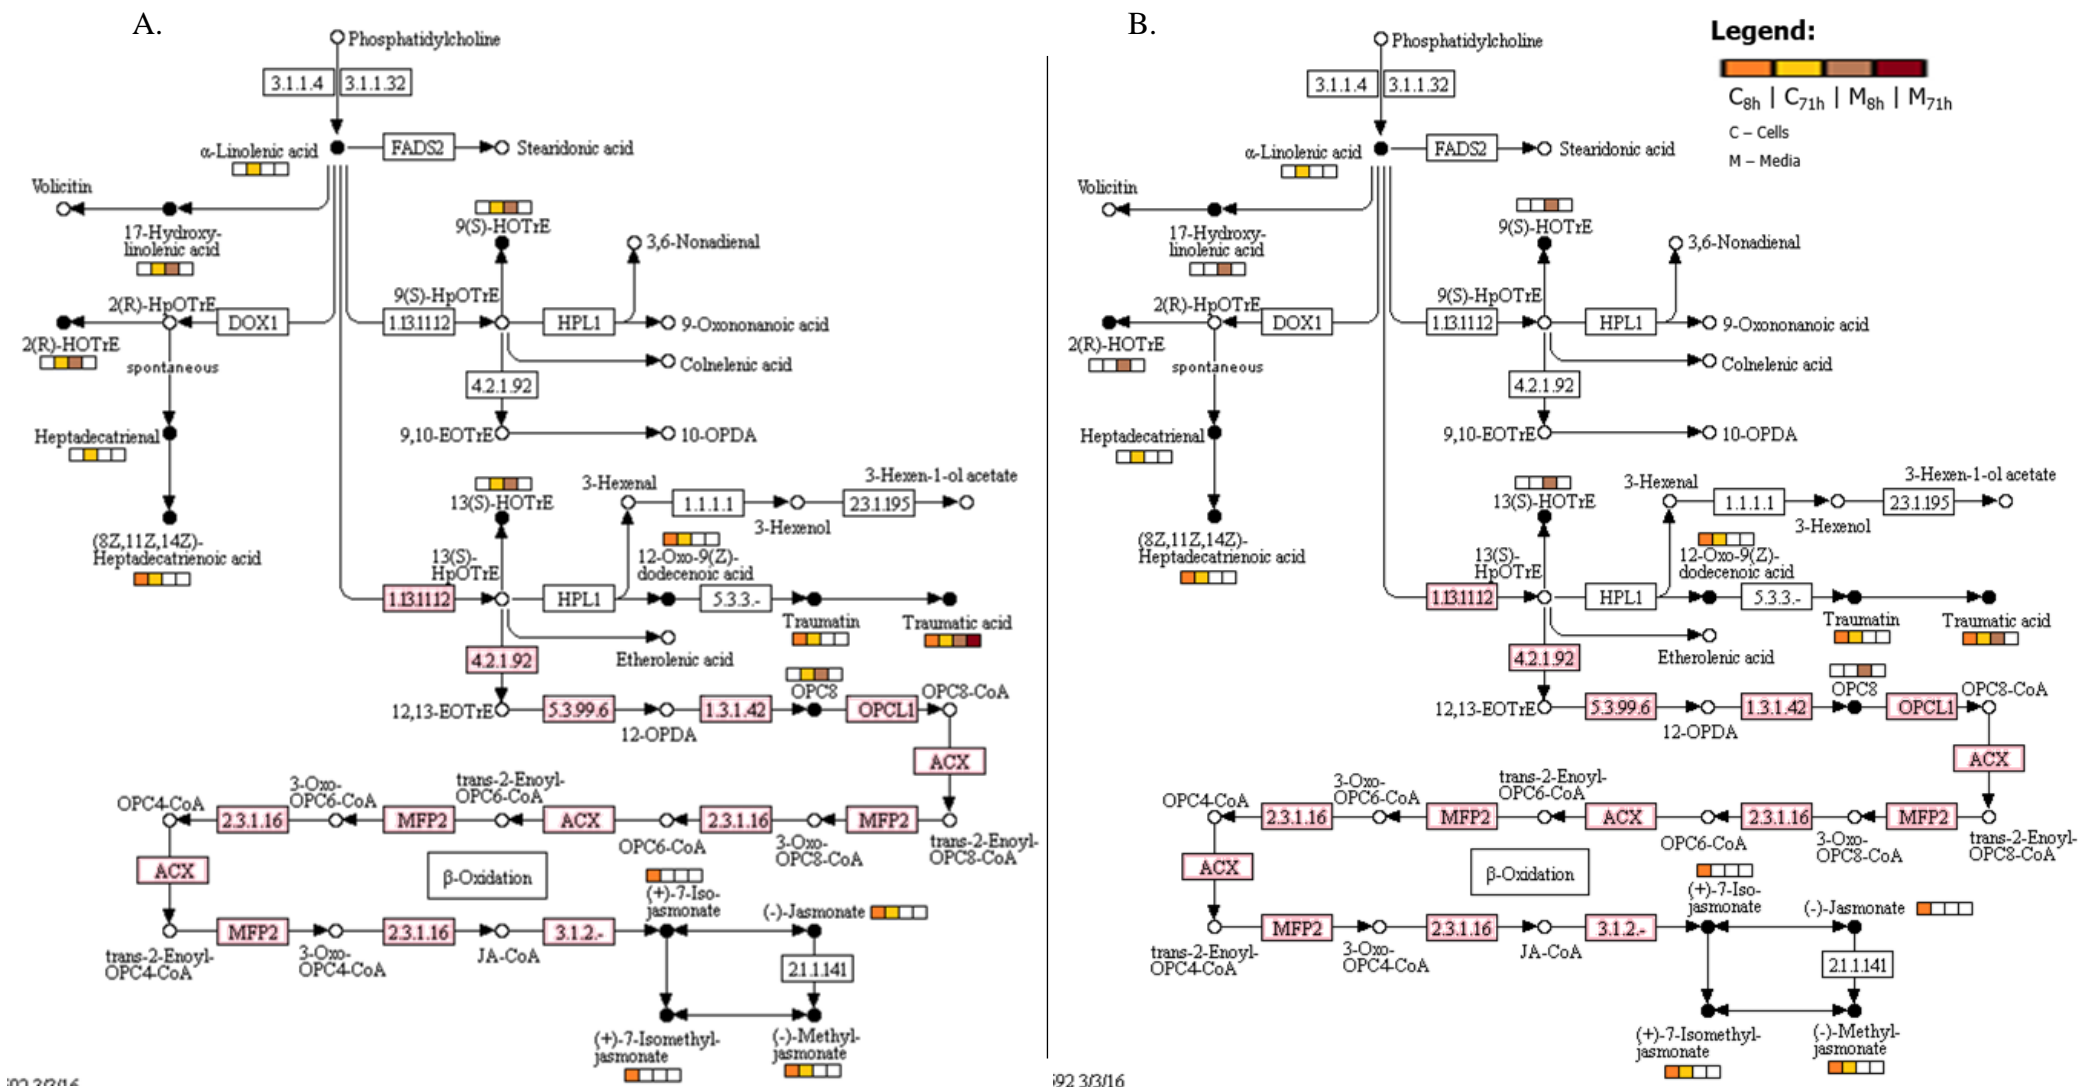 A.
Phosphatidylcholine
3.1.1.4
3.1.1.32
α-Linolenic acid
FADS2
Stearidonic acid
Volicitin
17-Hydroxy-
linolenic acid
9(S)-HOTrE
3,6-Nonadienal
2(R)-HpOTrE
DOX1
9(S)-HpOTrE
1.13.1112
HPL1
9-Oxononanoic acid
2(R)-HOTrE
spontaneous
Colnelenic acid
4.2.1.92
Heptadecatrienal
9,10-EOTrE
10-OPDA
13(S)-HOTrE
3-Hexenal
1.1.1.1
3-Hexenol
2.3.1.195
3-Hexen-1-ol acetate
(8Z,11Z,14Z)-
Heptadecatrienoic acid
13(S)-
HpOTrE
12-Oxo-9(Z)-
dodecenoic acid
1.13.1112
HPL1
5.3.3.-
Traumatin
Traumatic acid
4.2.1.92
Etherolenic acid
12,13-EOTrE
5.3.99.6
12-OPDA
1.3.1.42
OPC8
OPCL1
OPC8-CoA
ACX
OPC4-CoA
2.3.1.16
3-Oxo-
OPC6-CoA
MFP2
trans-2-Enoyl-
OPC6-CoA
ACX
OPC6-CoA
2.3.1.16
3-Oxo-
OPC8-CoA
MFP2
trans-2-Enoyl-
OPC8-CoA
ACX
β-Oxidation
(+)-7-Iso-
jasmonate
(-)-Jasmonate
MFP2
2.3.1.16
3.1.2.-
trans-2-Enoyl-
OPC4-CoA
3-Oxo-
OPC4-CoA
JA-CoA
2.1.1.141
(+)-7-Isomethyl-
jasmonate
(-)-Methyl-
jasmonate
B.
Legend:
C8h | C71h | M8h | M71h
C – Cells
M – Media
Phosphatidylcholine
3.1.1.4
3.1.1.32
α-Linolenic acid
FADS2
Stearidonic acid
Volicitin
17-Hydroxy-
linolenic acid
9(S)-HOTrE
3,6-Nonadienal
2(R)-HpOTrE
DOX1
9(S)-HpOTrE
1.13.1112
HPL1
9-Oxononanoic acid
2(R)-HOTrE
spontaneous
Colnelenic acid
4.2.1.92
Heptadecatrienal
9,10-EOTrE
10-OPDA
13(S)-HOTrE
3-Hexenal
1.1.1.1
3-Hexenol
2.3.1.195
3-Hexen-1-ol acetate
(8Z,11Z,14Z)-
Heptadecatrienoic acid
13(S)-
HpOTrE
12-Oxo-9(Z)-
dodecenoic acid
1.13.1112
HPL1
5.3.3.-
Traumatin
Traumatic acid
4.2.1.92
Etherolenic acid
12,13-EOTrE
5.3.99.6
12-OPDA
1.3.1.42
OPC8
OPCL1
OPC8-CoA
ACX
OPC4-CoA
2.3.1.16
3-Oxo-
OPC6-CoA
MFP2
trans-2-Enoyl-
OPC6-CoA
ACX
OPC6-CoA
2.3.1.16
3-Oxo-
OPC8-CoA
MFP2
trans-2-Enoyl-
OPC8-CoA
ACX
β-Oxidation
(+)-7-Iso-
jasmonate
(-)-Jasmonate
MFP2
2.3.1.16
3.1.2.-
trans-2-Enoyl-
OPC4-CoA
3-Oxo-
OPC4-CoA
JA-CoA
2.1.1.141
(+)-7-Isomethyl-
jasmonate
(-)-Methyl-
jasmonate
592 3/3/16